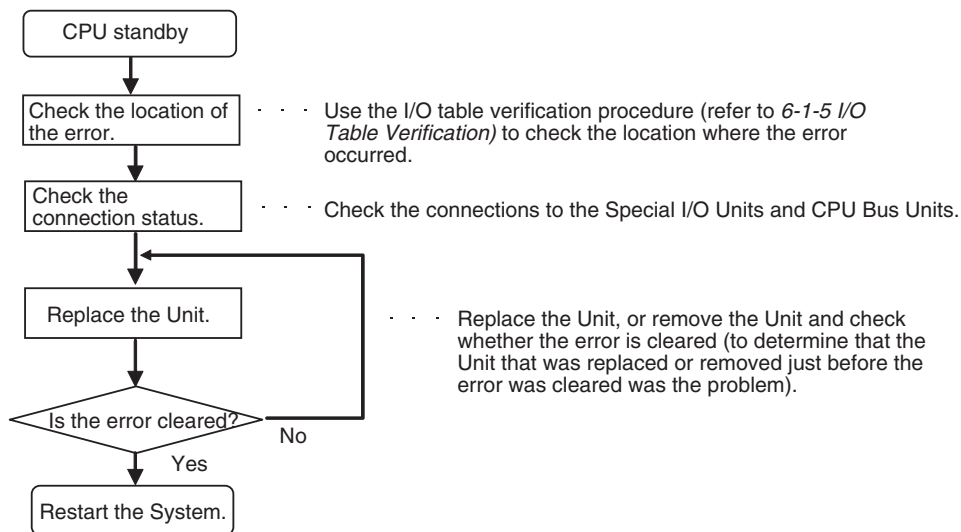 CPU standby
Check the location of
the error.
· · · Use the I/O table verification procedure (refer to 6-1-5 I/O
Table Verification) to check the location where the error
occurred.
Check the
connection status.
· · · Check the connections to the Special I/O Units and CPU Bus Units.
Replace the Unit.
· · · Replace the Unit, or remove the Unit and check
whether the error is cleared (to determine that the
Unit that was replaced or removed just before the
error was cleared was the problem).
Is the error cleared?
No
Yes
Restart the System.